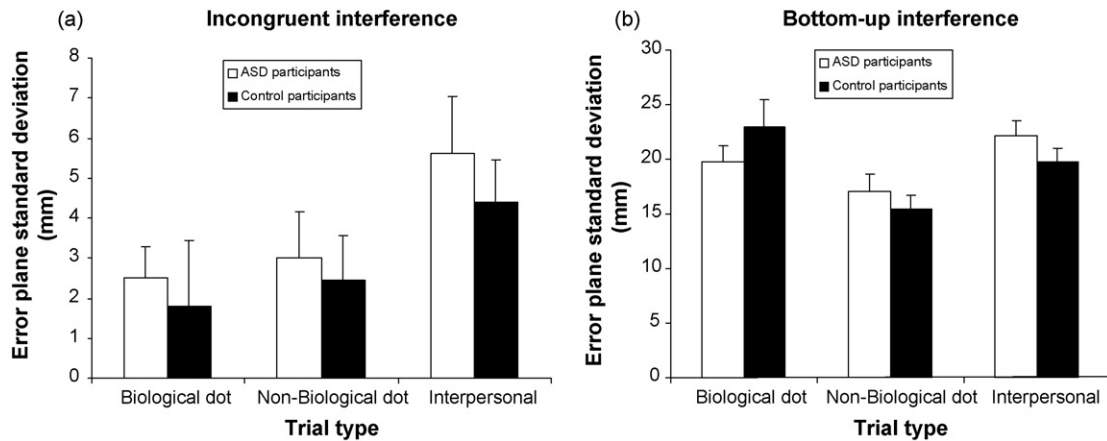 (a)
Incongruent interference
Error plane standard deviation
(mm)
8
7
6
5
4
3
2
1
0
ASD participants
Control participants
Biological dot
Non-Biological dot
Interpersonal
Trial type
(b)
Bottom-up interference
Error plane standard deviation
(mm)
30
25
20
15
10
5
0
ASD participants
Control participants
Biological dot
Non-Biological dot
Interpersonal
Trial type